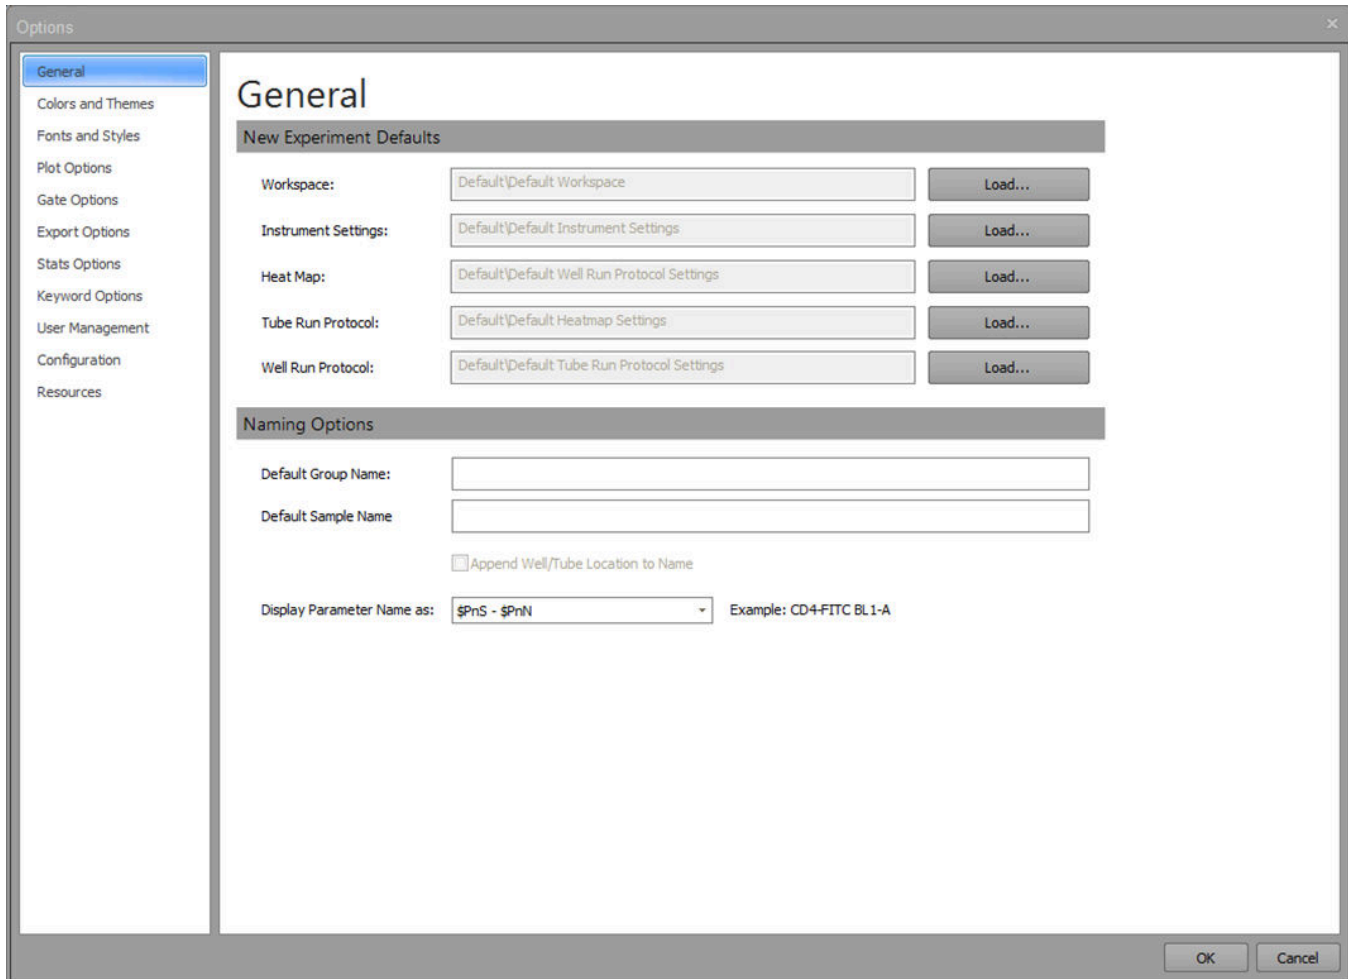 Options
General
Colors and Themes
Fonts and Styles
Plot Options
Gate Options
Export Options
Stats Options
Keyword Options
User Management
Configuration
Resources
General
New Experiment Defaults
Workspace: Default\Default Workspace Load...
Instrument Settings: Default\Default Instrument Settings Load...
Heat Map: Default\Default Well Run Protocol Settings Load...
Tube Run Protocol: Default\Default Heatmap Settings Load...
Well Run Protocol: Default\Default Tube Run Protocol Settings Load...
Naming Options
Default Group Name:
Default Sample Name
Append Well/Tube Location to Name
Display Parameter Name as: $PnS - $PnN Example: CD4-FITC BL1-A
OK Cancel